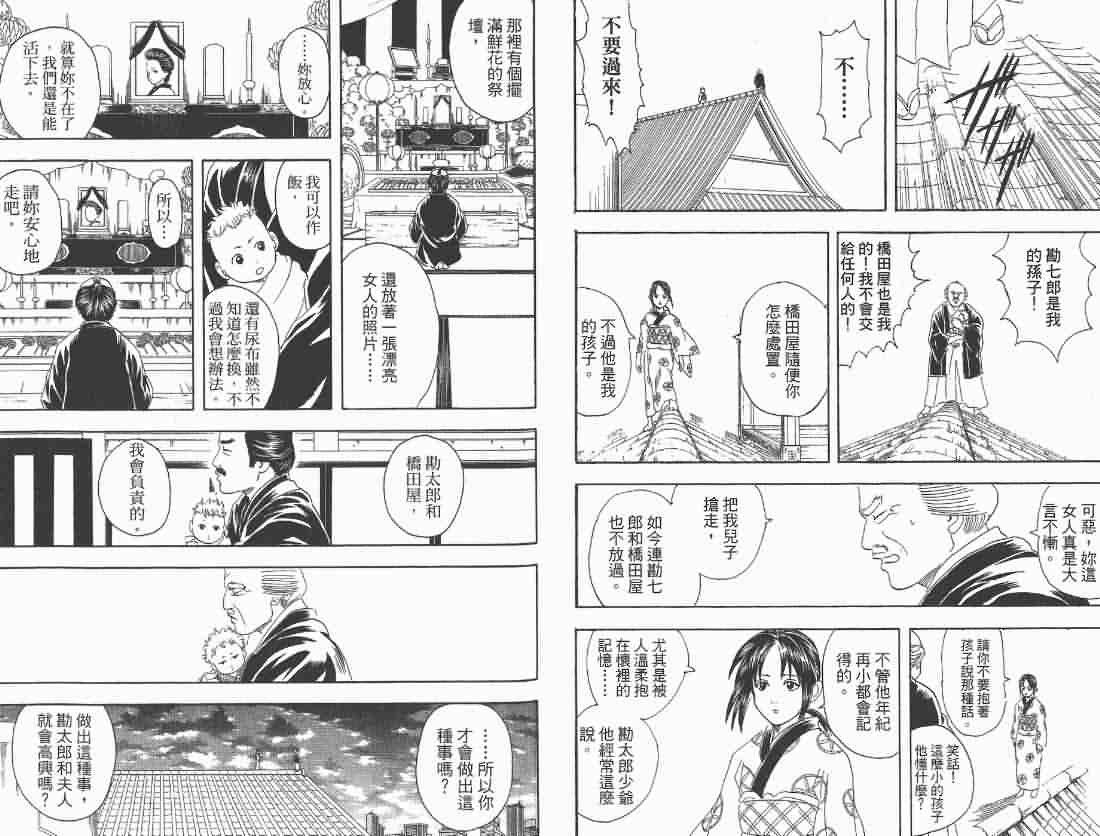 不……
不要過來！
勘七郎是我
的孫子！
橋田屋也是我
的！我不會交
給任何人的！
橋田屋隨便你
怎麼處置。
不過他是我
的孩子。
可惡，妳這
女人真是大
言不慚。
把我兒子
搶走，
如今連勘七
郎和橋田屋
也不放過。
請你不要抱著
孩子說那種話。
笑話！
這麼小的孩子
他懂什麼？
不管他年紀
再小都會記
得的。
尤其是被
人溫柔抱
在懷裡的
記憶……
勘太郎少爺
他經常這麼
說。
那裡有個擺
滿鮮花的祭
壇，
還放著一張漂亮
女人的照片……
……妳放心。
就算妳不在了
，我們還是能
活下去。
我可以作
飯，
還有尿布雖然不
知道怎麼換，不
過我會想辦法。
所以…
請妳安心地
走吧。
勘太郎和
橋田屋，
我會負責的。
……所以你
才會做出這
種事嗎？
做出這種事，
勘太郎和夫人
就會高興嗎？